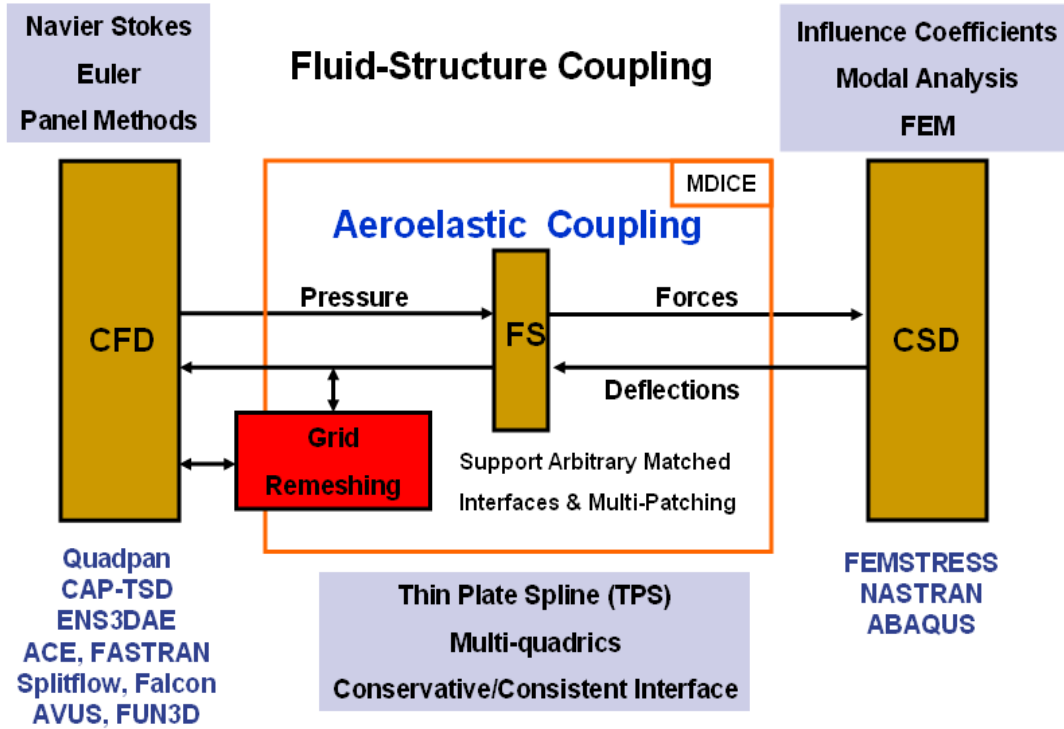 Navier Stokes
Euler
Panel Methods
Fluid-Structure Coupling
Influence Coefficients
Modal Analysis
FEM
MDICE
Aeroelastic Coupling
Pressure
Forces
CFD
FS
CSD
Deflections
Grid
Remeshing
Support Arbitrary Matched
Interfaces & Multi-Patching
Quadpan
CAP-TSD
ENS3DAE
ACE, FASTRAN
Splitflow, Falcon
AVUS, FUN3D
Thin Plate Spline (TPS)
Multi-quadrics
Conservative/Consistent Interface
FEMSTRESS
NASTRAN
ABAQUS